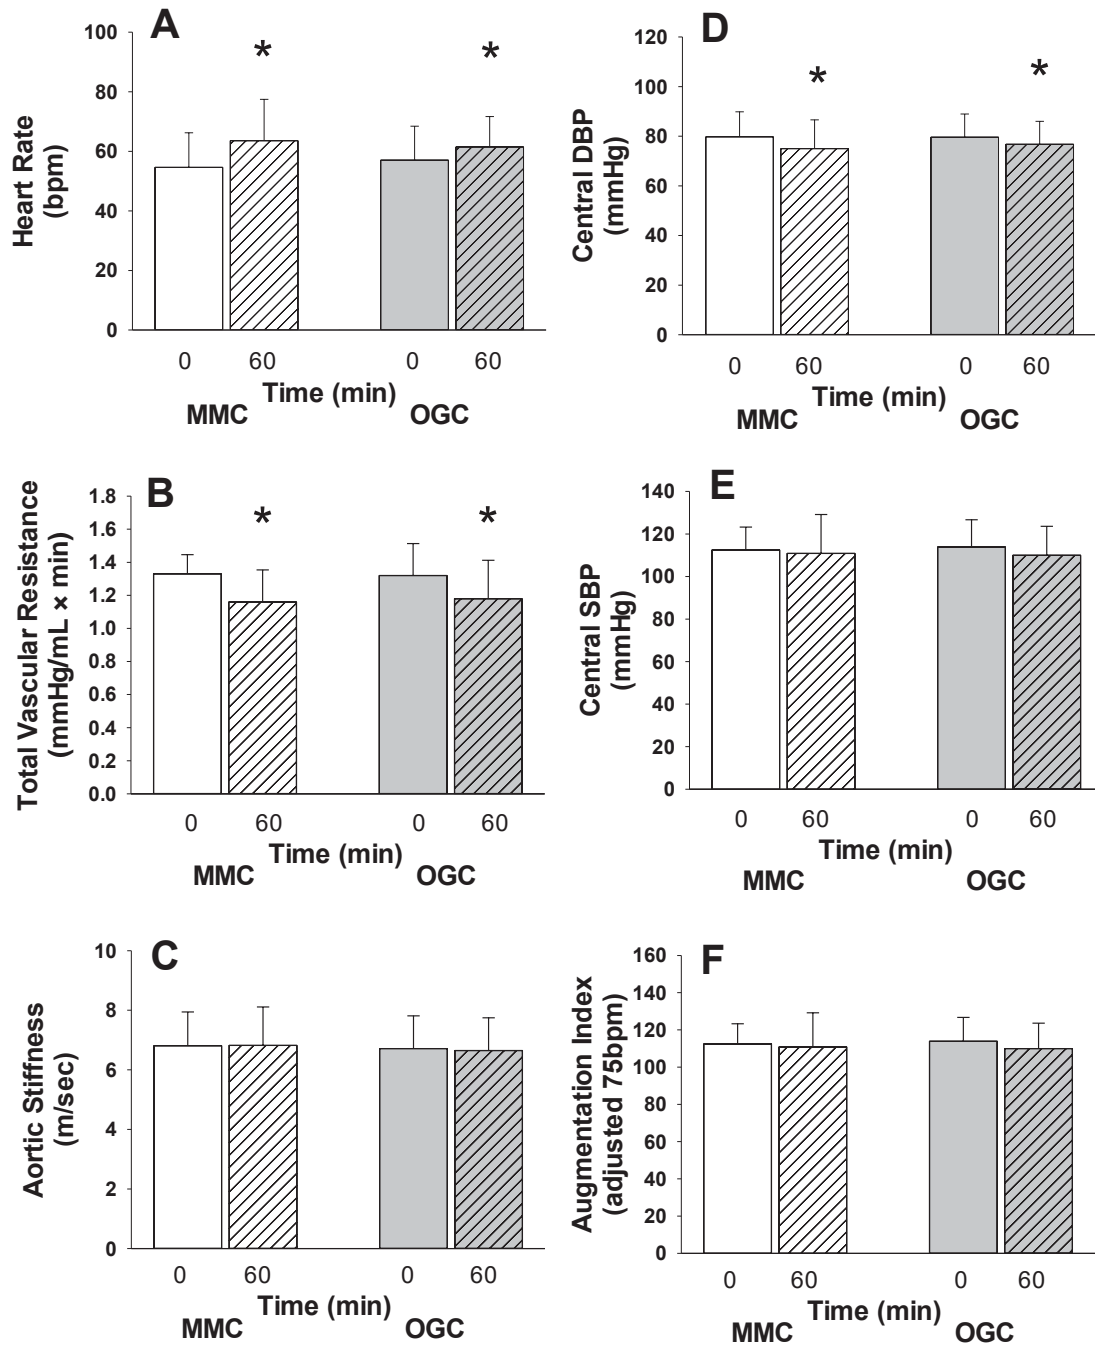 A
Heart Rate
(bpm)
100
80
60
40
20
0
*
*
0 60 0 60
Time (min)
MMC OGC
D
Central DBP
(mmHg)
120
100
80
60
40
20
0
*
*
0 60 0 60
Time (min)
MMC OGC
B
Total Vascular Resistance
(mmHg/mL × min)
1.8
1.6
1.4
1.2
1.0
0.8
0.6
0.4
0.2
0.0
*
*
0 60 0 60
Time (min)
MMC OGC
E
Central SBP
(mmHg)
140
120
100
80
60
40
20
0
0 60 0 60
Time (min)
MMC OGC
C
Aortic Stiffness
(m/sec)
10
8
6
4
2
0
0 60 0 60
Time (min)
MMC OGC
F
Augmentation Index
(adjusted 75bpm)
160
140
120
100
80
60
40
20
0
0 60 0 60
Time (min)
MMC OGC